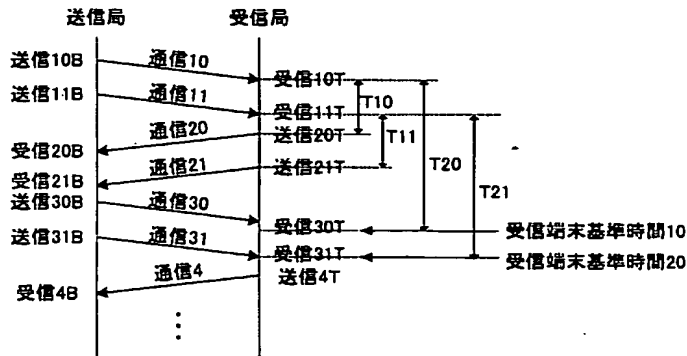 送信局 受信局
送信10B 通信10 受信10T
送信11B 通信11 受信11T
T10
通信20 送信20T
受信20B
T11
通信21 送信21T
受信21B
T20
T21
送信30B 通信30 受信30T 受信端末基準時間10
送信31B 通信31 受信31T 受信端末基準時間20
通信4 送信4T
受信4B